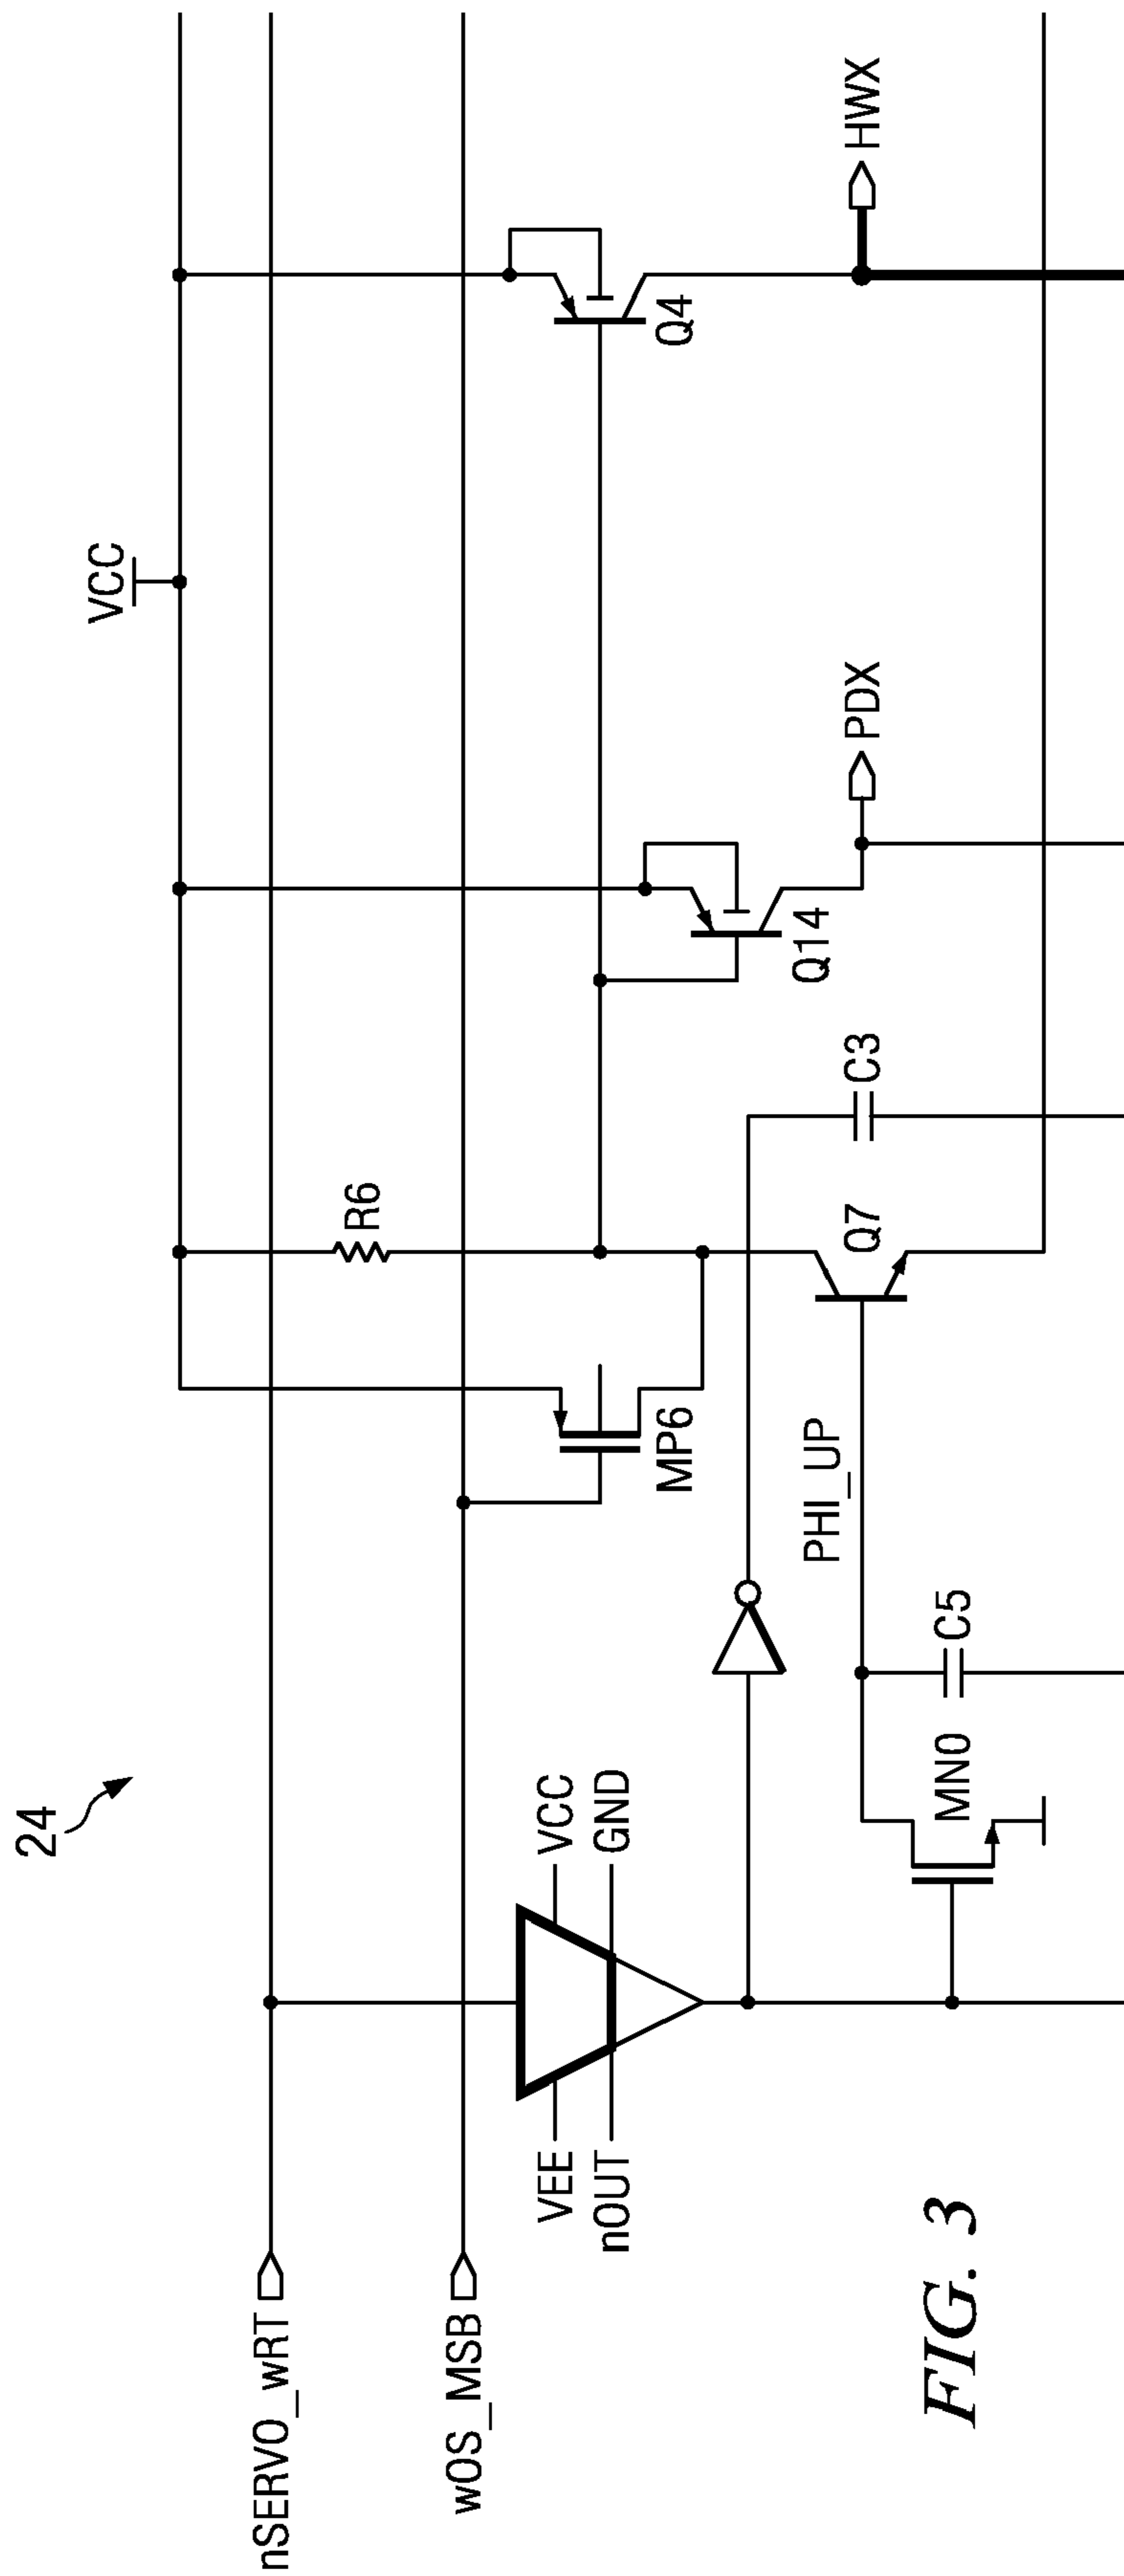 24
nSERVO_wRT
wOS_MSB
VCC
VEE
VCC
nOUT
GND
MP6
R6
Q4
Q14
PHI_UP
Q7
C3
PDX
HWX
MN0
C5
FIG. 3